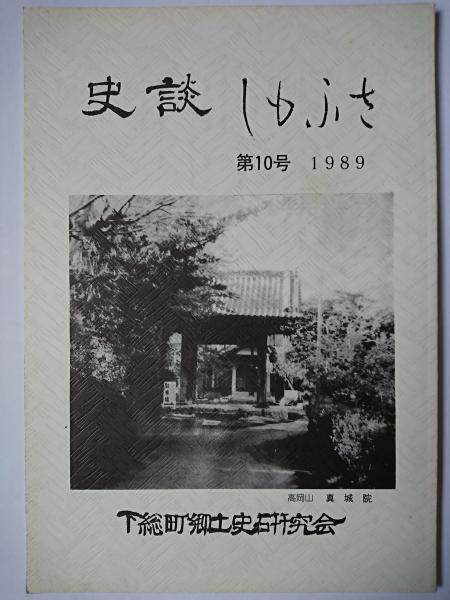 史談 しもふさ
第10号 1989
高岡山 真城院
下総町郷土史研究会